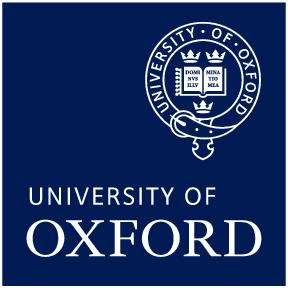 UNIVERSITY · OF · OXFORD
DOMI MINA
NVS TIO
ILLV MEA
UNIVERSITY OF
OXFORD